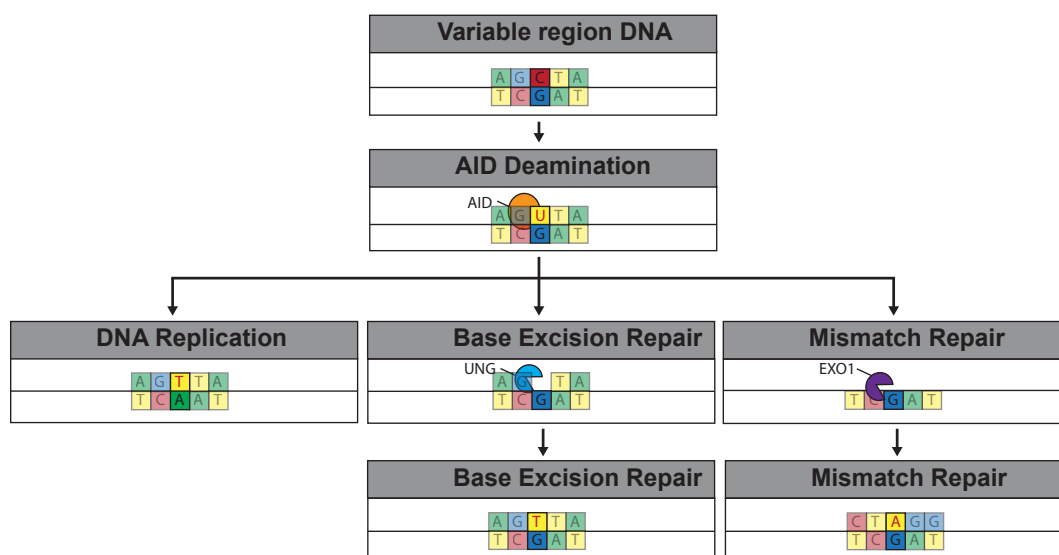 Variable region DNA
A G C T A
T C G A T
AID Deamination
AID
A G U T A
T C G A T
DNA Replication
Base Excision Repair
Mismatch Repair
A G T T A
T C A A T
UNG
A G T A
T C G A T
EXO1
T C G A T
Base Excision Repair
Mismatch Repair
A G T T A
T C G A T
C T A G G
T C G A T